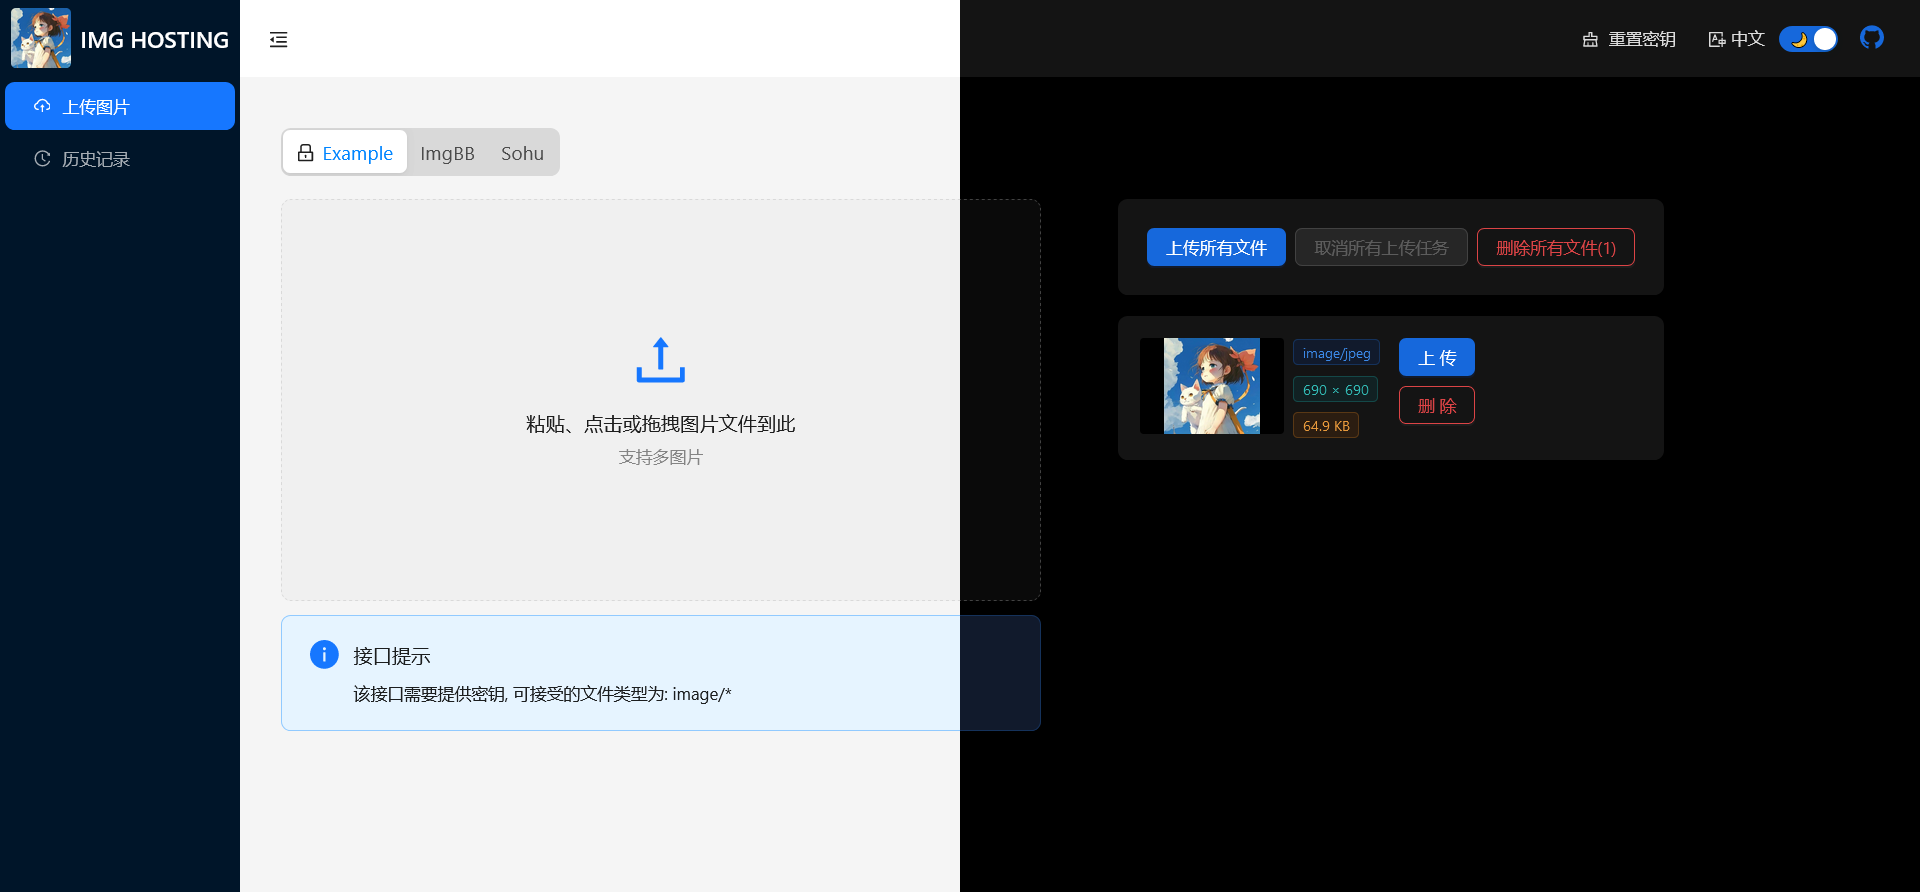 IMG HOSTING
重置密钥
中文
上传图片
历史记录
Example
ImgBB
Sohu
粘贴、点击或拖拽图片文件到此
支持多图片
接口提示
该接口需要提供密钥, 可接受的文件类型为: image/*
上传所有文件
取消所有上传任务
删除所有文件(1)
image/jpeg
690 × 690
64.9 KB
上 传
删 除